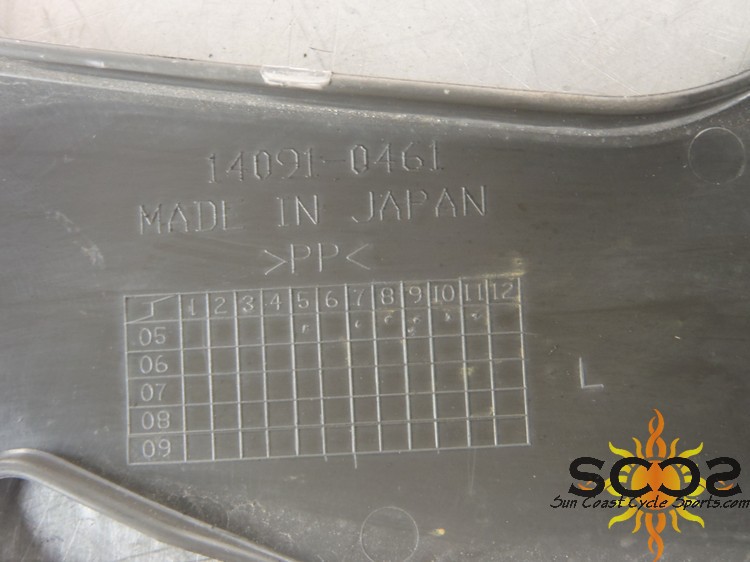 14091-0461
MADE IN JAPAN
>PP<
J 1 2 3 4 5 6 7 8 9 10 11 12
05
06
07
08
09
L
SCCS
Sun Coast Cycle Sports.com